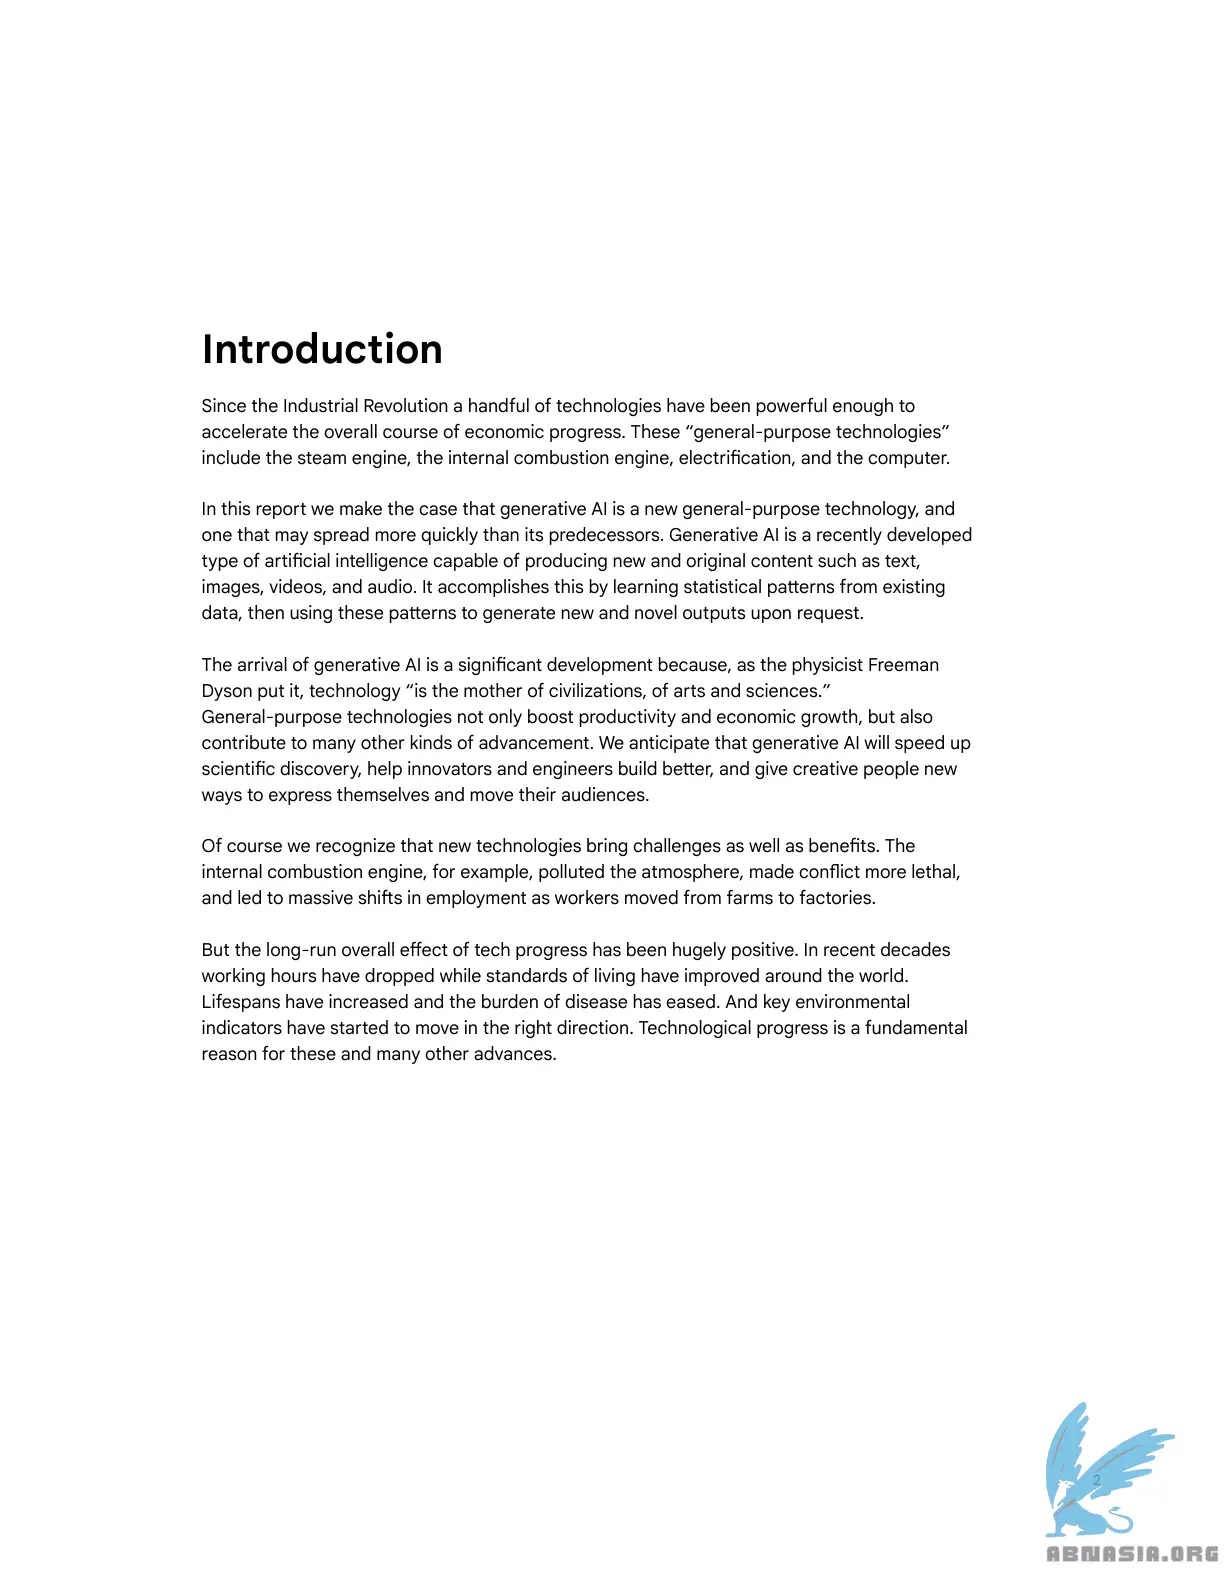 Introduction
Since the Industrial Revolution a handful of technologies have been powerful enough to
accelerate the overall course of economic progress. These “general-purpose technologies”
include the steam engine, the internal combustion engine, electrification, and the computer.
In this report we make the case that generative AI is a new general-purpose technology, and
one that may spread more quickly than its predecessors. Generative AI is a recently developed
type of artificial intelligence capable of producing new and original content such as text,
images, videos, and audio. It accomplishes this by learning statistical patterns from existing
data, then using these patterns to generate new and novel outputs upon request.
The arrival of generative AI is a significant development because, as the physicist Freeman
Dyson put it, technology “is the mother of civilizations, of arts and sciences.”
General-purpose technologies not only boost productivity and economic growth, but also
contribute to many other kinds of advancement. We anticipate that generative AI will speed up
scientific discovery, help innovators and engineers build better, and give creative people new
ways to express themselves and move their audiences.
Of course we recognize that new technologies bring challenges as well as benefits. The
internal combustion engine, for example, polluted the atmosphere, made conflict more lethal,
and led to massive shifts in employment as workers moved from farms to factories.
But the long-run overall effect of tech progress has been hugely positive. In recent decades
working hours have dropped while standards of living have improved around the world.
Lifespans have increased and the burden of disease has eased. And key environmental
indicators have started to move in the right direction. Technological progress is a fundamental
reason for these and many other advances.
2
ABNASIA.ORG